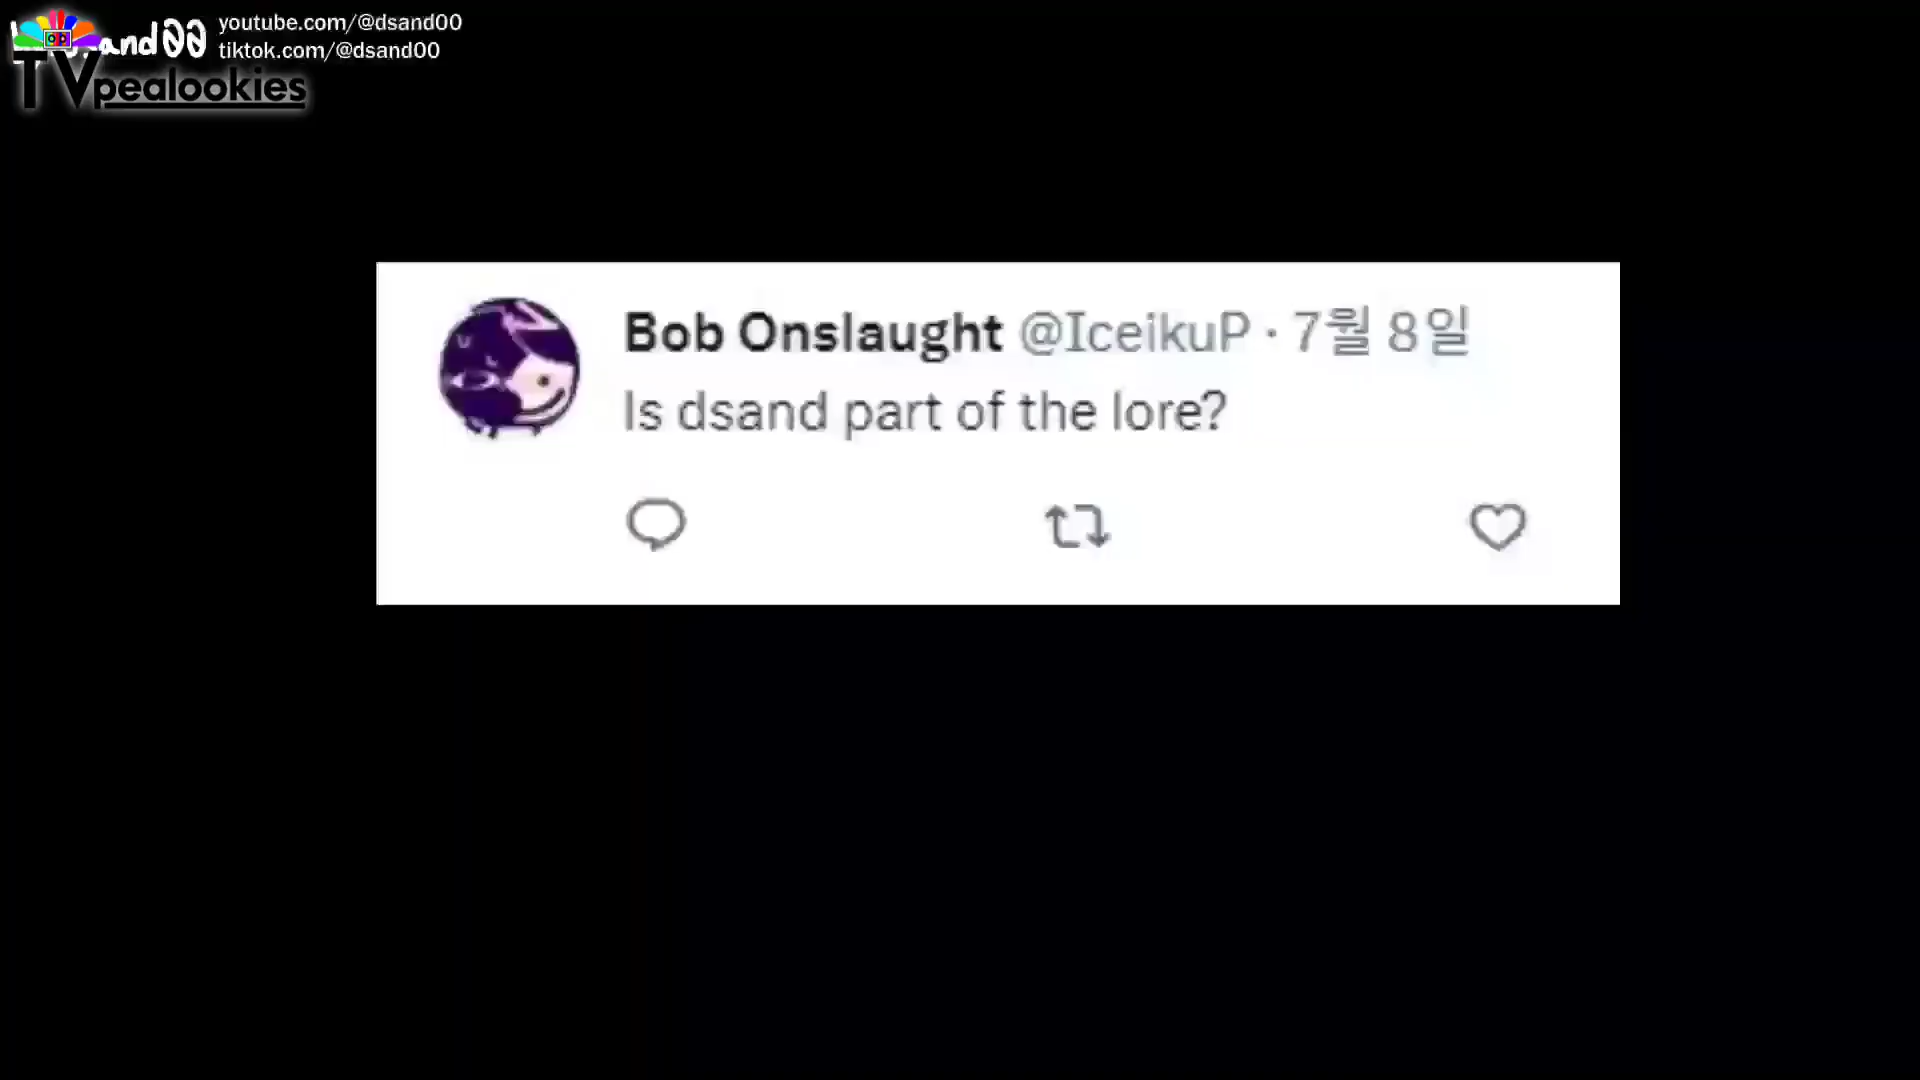 and00
youtube.com/@dsand00
tiktok.com/@dsand00
TVpealookies
Bob Onslaught @IceikuP · 7월 8일
Is dsand part of the lore?